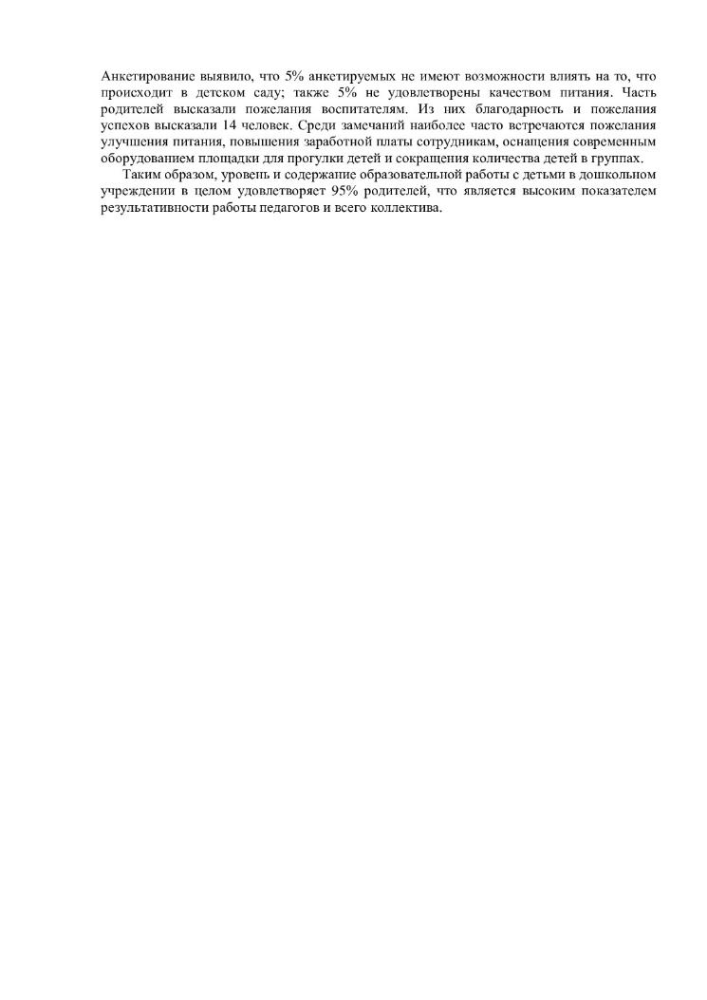 Анкетирование выявило, что 5% анкетируемых не имеют возможности влиять на то, что
происходит в детском саду; также 5% не удовлетворены качеством питания. Часть
родителей высказали пожелания воспитателям. Из них благодарность и пожелания
успехов высказали 14 человек. Среди замечаний наиболее часто встречаются пожелания
улучшения питания, повышения заработной платы сотрудникам, оснащения современным
оборудованием площадки для прогулки детей и сокращения количества детей в группах.
Таким образом, уровень и содержание образовательной работы с детьми в дошкольном
учреждении в целом удовлетворяет 95% родителей, что является высоким показателем
результативности работы педагогов и всего коллектива.